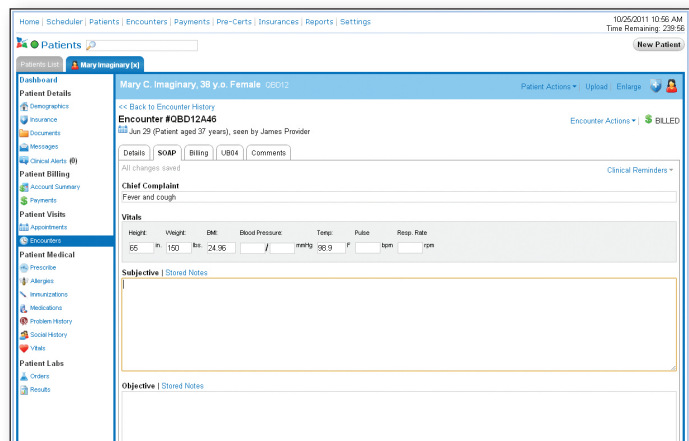 Home | Scheduler | Patients | Encounters | Payments | Pre-Certs | Insurances | Reports | Settings
10/25/2011 10:56 AM
Time Remaining: 239:56
Patients
New Patient
Patients List
Mary Imaginary [x]
Dashboard
Patient Details
Demographics
Insurance
Documents
Messages
Clinical Alerts (0)
Patient Billing
Account Summary
Payments
Patient Visits
Appointments
Encounters
Patient Medical
Prescribe
Allergies
Immunizations
Medications
Problem History
Social History
Vitals
Patient Labs
Orders
Results
Mary C. Imaginary, 38 y.o. Female QBD12
Patient Actions
Upload
Enlarge
<< Back to Encounter History
Encounter #QBD12A46
Encounter Actions
$ BILLED
Jun 29 (Patient aged 37 years), seen by James Provider
Details
SOAP
Billing
UB04
Comments
All changes saved
Clinical Reminders
Chief Complaint
Fever and cough
Vitals
Height: Weight: BMI: Blood Pressure: Temp: Pulse Resp. Rate
65 in. 150 lbs. 24.96 / mmHg 98.9 F bpm rpm
Subjective | Stored Notes
Objective | Stored Notes